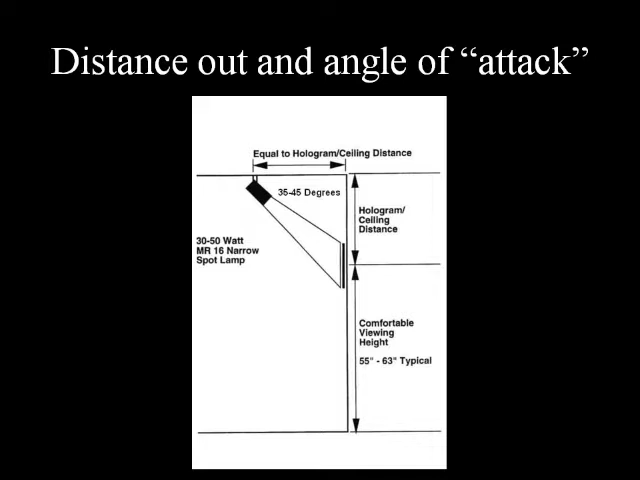 Distance out and angle of “attack”
Equal to Hologram/Ceiling Distance
35-45 Degrees
Hologram/
Ceiling
Distance
30-50 Watt
MR 16 Narrow
Spot Lamp
Comfortable
Viewing
Height
55" - 63" Typical